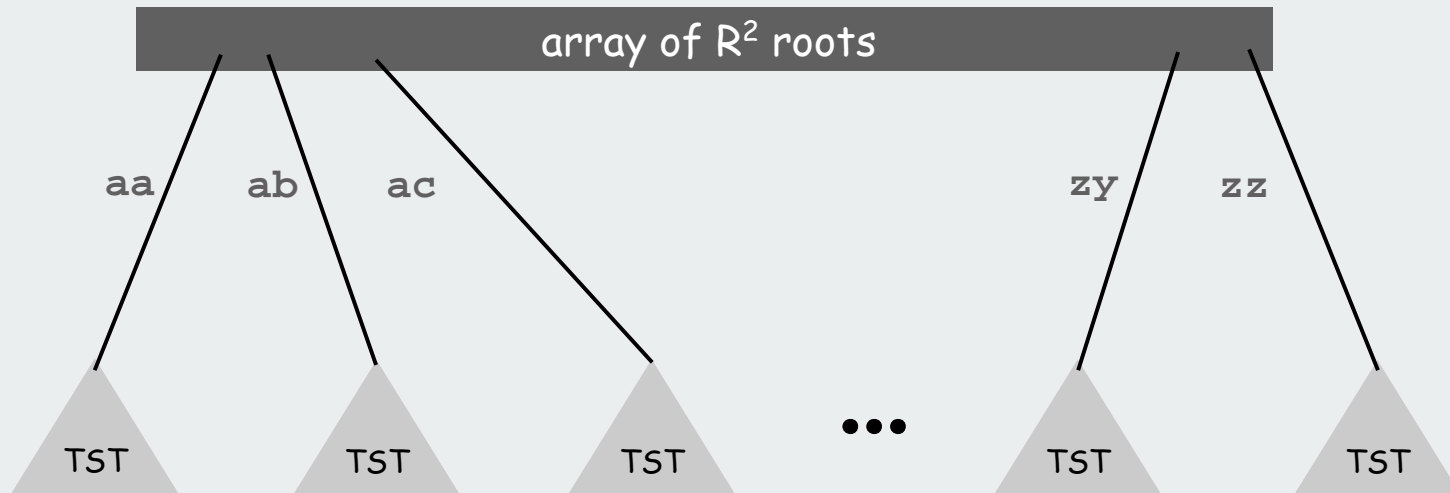 array of R² roots
aa ab ac zy zz
TST TST TST ••• TST TST